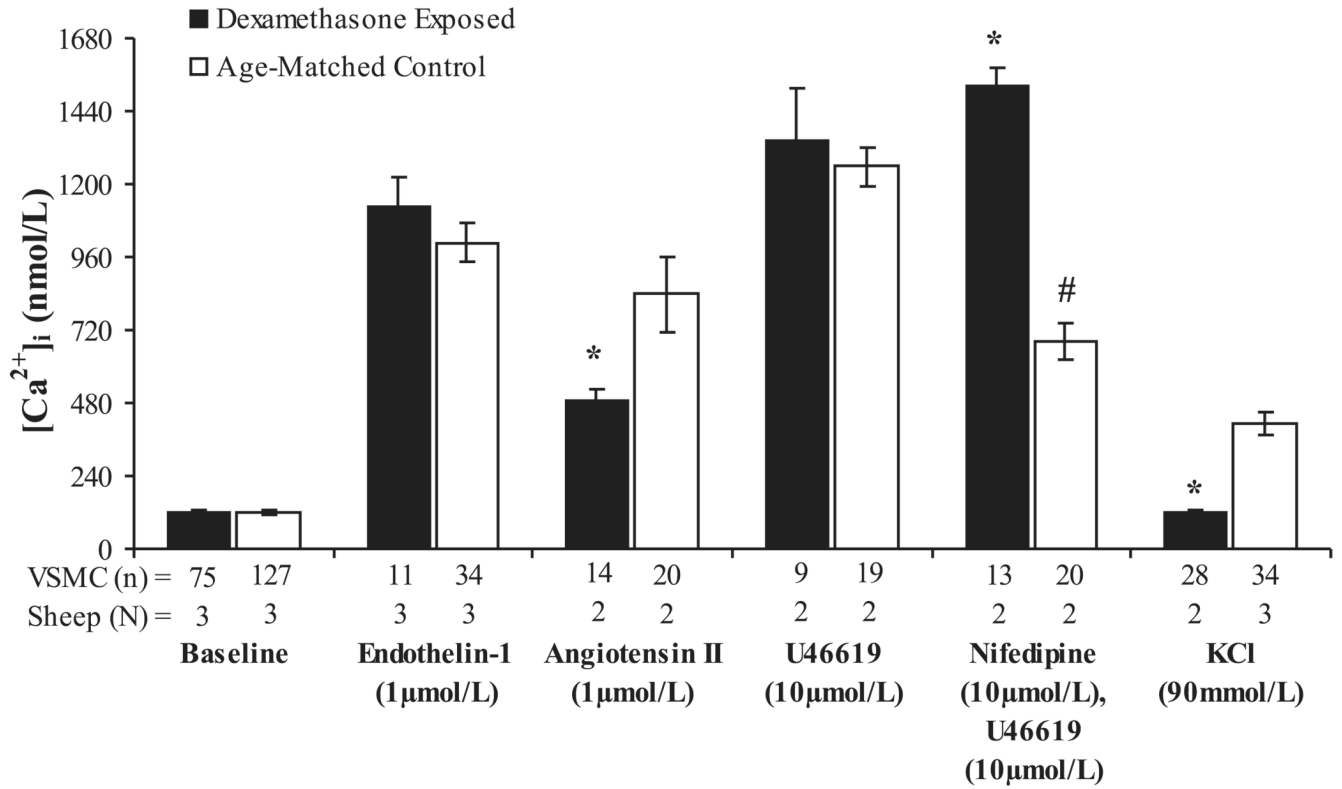 Dexamethasone Exposed
Age-Matched Control
[Ca2+]i (nmol/L)
1680
1440
1200
960
720
480
240
0
*
*
#
*
VSMC (n) = 75 127 11 34 14 20 9 19 13 20 28 34
Sheep (N) = 3 3 3 3 2 2 2 2 2 2 2 3
Baseline Endothelin-1 Angiotensin II U46619 Nifedipine KCl
(1µmol/L) (1µmol/L) (10µmol/L) (10µmol/L), (90mmol/L)
U46619
(10µmol/L)